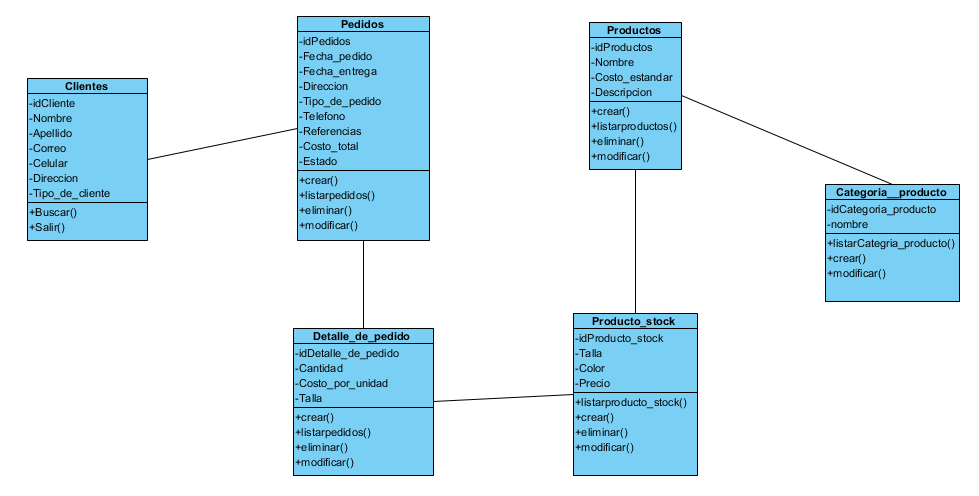 Clientes
-idCliente
-Nombre
-Apellido
-Correo
-Celular
-Direccion
-Tipo_de_cliente
+Buscar()
+Salir()
Pedidos
-idPedidos
-Fecha_pedido
-Fecha_entrega
-Direccion
-Tipo_de_pedido
-Telefono
-Referencias
-Costo_total
-Estado
+crear()
+listarpedidos()
+eliminar()
+modificar()
Productos
-idProductos
-Nombre
-Costo_estandar
-Descripcion
+crear()
+listarproductos()
+eliminar()
+modificar()
Categoria__producto
-idCategoria_producto
-nombre
+listarCategria_producto()
+crear()
+modificar()
Detalle_de_pedido
-idDetalle_de_pedido
-Cantidad
-Costo_por_unidad
-Talla
+crear()
+listarpedidos()
+eliminar()
+modificar()
Producto_stock
-idProducto_stock
-Talla
-Color
-Precio
+listarproducto_stock()
+crear()
+eliminar()
+modificar()